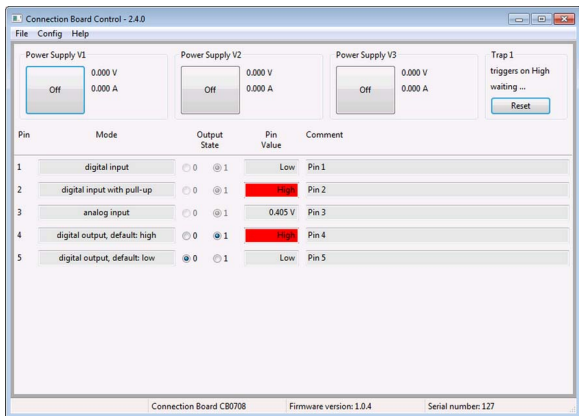 Connection Board Control - 2.4.0
File Config Help
Power Supply V1 Power Supply V2 Power Supply V3 Trap 1
Off 0.000 V 0.000 A Off 0.000 V 0.000 A Off 0.000 V 0.000 A triggers on High
waiting ...
Reset
Pin Mode Output State Pin Value Comment
1 digital input 0 1 Low Pin 1
2 digital input with pull-up 0 1 High Pin 2
3 analog input 0 1 0.405 V Pin 3
4 digital output, default: high 0 1 High Pin 4
5 digital output, default: low 0 1 Low Pin 5
Connection Board CB0708 Firmware version: 1.0.4 Serial number: 127